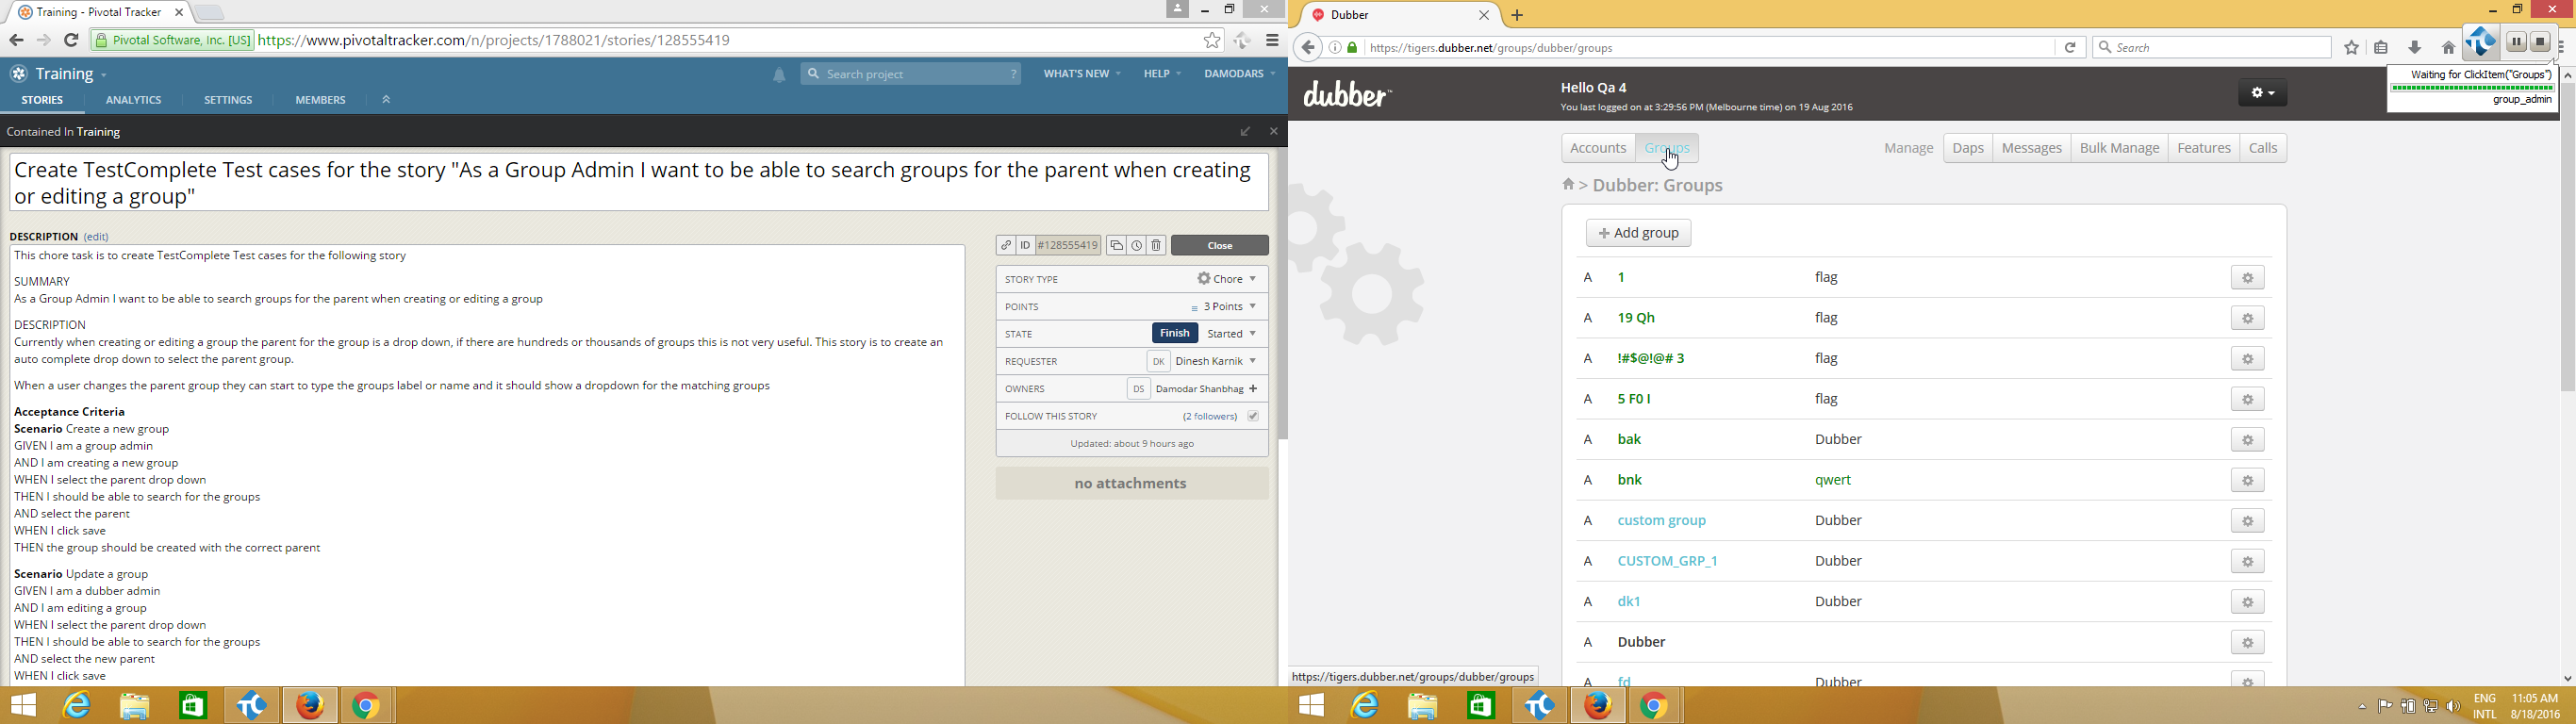 Training - Pivotal Tracker
Pivotal Software, Inc. [US] https://www.pivotaltracker.com/n/projects/1788021/stories/128555419
Training
Search project ?
WHAT'S NEW
HELP
DAMODARS
STORIES
ANALYTICS
SETTINGS
MEMBERS
Contained In Training
Create TestComplete Test cases for the story "As a Group Admin I want to be able to search groups for the parent when creating
or editing a group"
DESCRIPTION (edit)
This chore task is to create TestComplete Test cases for the following story
SUMMARY
As a Group Admin I want to be able to search groups for the parent when creating or editing a group
DESCRIPTION
Currently when creating or editing a group the parent for the group is a drop down, if there are hundreds or thousands of groups this is not very useful. This story is to create an
auto complete drop down to select the parent group.
When a user changes the parent group they can start to type the groups label or name and it should show a dropdown for the matching groups
Acceptance Criteria
Scenario Create a new group
GIVEN I am a group admin
AND I am creating a new group
WHEN I select the parent drop down
THEN I should be able to search for the groups
AND select the parent
WHEN I click save
THEN the group should be created with the correct parent
Scenario Update a group
GIVEN I am a dubber admin
AND I am editing a group
WHEN I select the parent drop down
THEN I should be able to search for the groups
AND select the new parent
WHEN I click save
ID #128555419
Close
STORY TYPE Chore
POINTS 3 Points
STATE Finish Started
REQUESTER DK Dinesh Karnik
OWNERS DS Damodar Shanbhag +
FOLLOW THIS STORY (2 followers)
Updated: about 9 hours ago
no attachments
Dubber
https://tigers.dubber.net/groups/dubber/groups
Search
Waiting for ClickItem("Groups")
group_admin
dubber™
Hello Qa 4
You last logged on at 3:29:56 PM (Melbourne time) on 19 Aug 2016
Accounts
Groups
Manage
Daps
Messages
Bulk Manage
Features
Calls
> Dubber: Groups
+ Add group
A 1 flag
A 19 Qh flag
A !#$@!@# 3 flag
A 5 F0 I flag
A bak Dubber
A bnk qwert
A custom group Dubber
A CUSTOM_GRP_1 Dubber
A dk1 Dubber
A Dubber
A fd Dubber
https://tigers.dubber.net/groups/dubber/groups
ENG
INTL
11:05 AM
8/18/2016